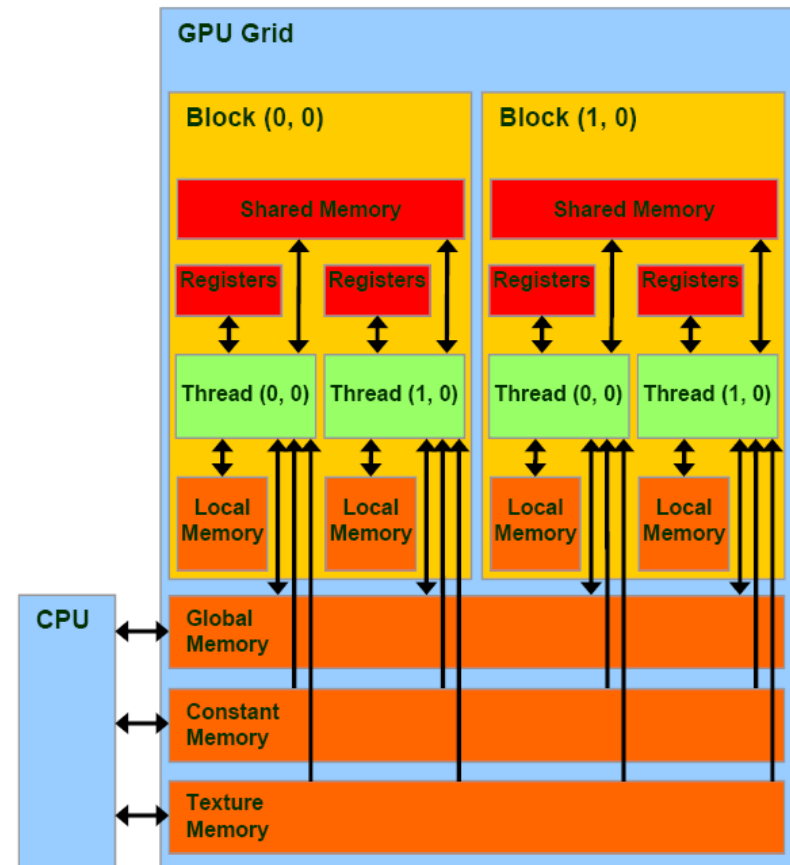 GPU Grid
Block (0, 0)
Block (1, 0)
Shared Memory
Shared Memory
Registers
Registers
Registers
Registers
Thread (0, 0)
Thread (1, 0)
Thread (0, 0)
Thread (1, 0)
Local
Memory
Local
Memory
Local
Memory
Local
Memory
CPU
Global
Memory
Constant
Memory
Texture
Memory